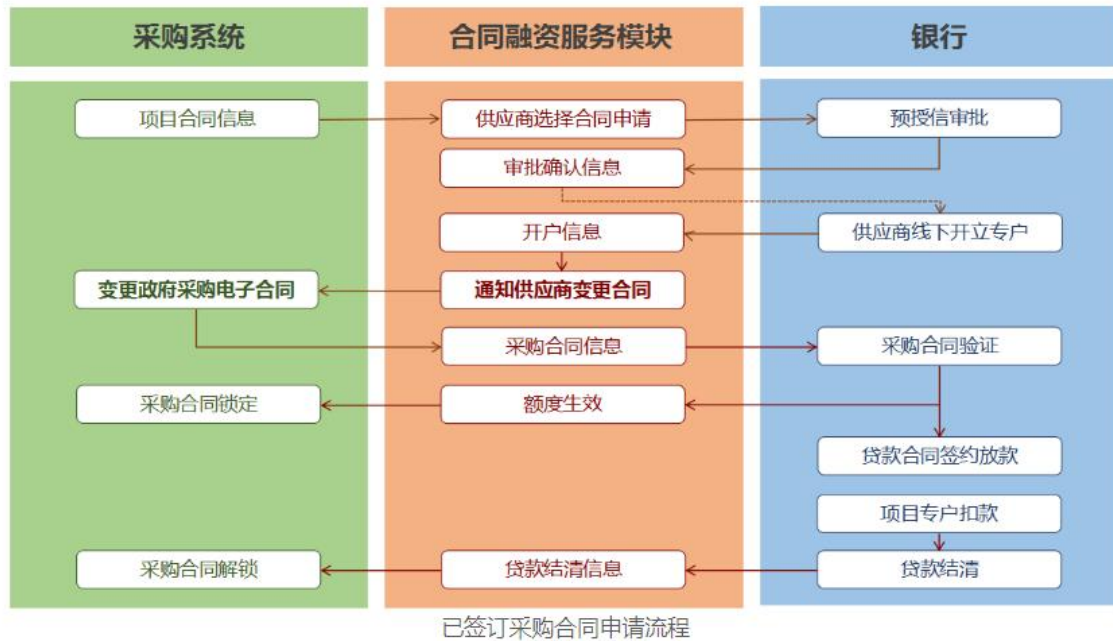 采购系统
合同融资服务模块
银行
项目合同信息
供应商选择合同申请
预授信审批
审批确认信息
开户信息
供应商线下开立专户
变更政府采购电子合同
通知供应商变更合同
采购合同信息
采购合同验证
采购合同锁定
额度生效
贷款合同签约放款
项目专户扣款
采购合同解锁
贷款结清信息
贷款结清
已签订采购合同申请流程